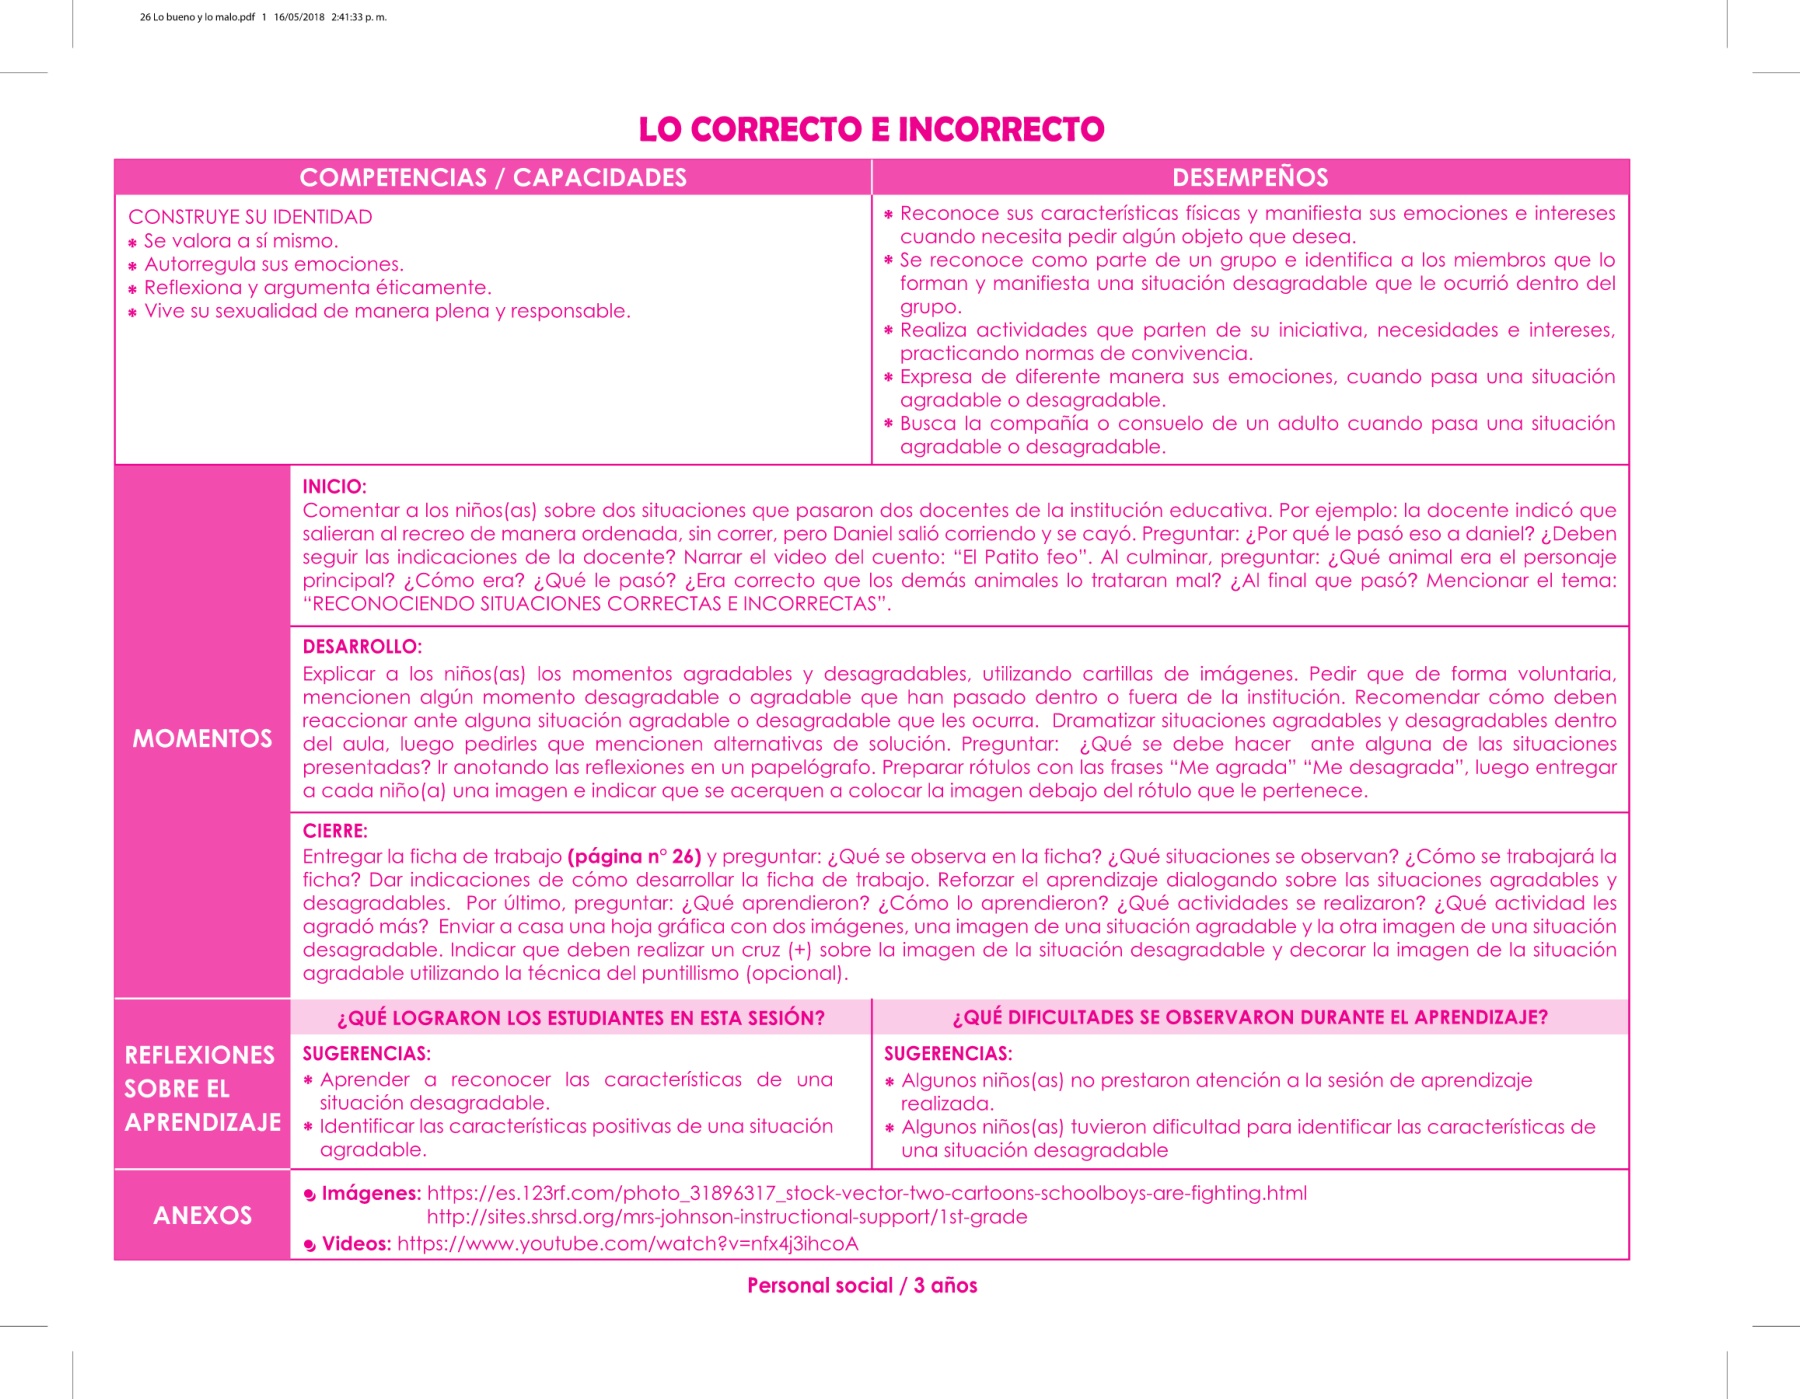 26 Lo bueno y lo malo.pdf 1 16/05/2018 2:41:33 p. m.
LO CORRECTO E INCORRECTO
COMPETENCIAS / CAPACIDADES
DESEMPEÑOS
CONSTRUYE SU IDENTIDAD
* Se valora a sí mismo.
* Autorregula sus emociones.
* Reflexiona y argumenta éticamente.
* Vive su sexualidad de manera plena y responsable.
* Reconoce sus características físicas y manifiesta sus emociones e intereses
cuando necesita pedir algún objeto que desea.
* Se reconoce como parte de un grupo e identifica a los miembros que lo
forman y manifiesta una situación desagradable que le ocurrió dentro del
grupo.
* Realiza actividades que parten de su iniciativa, necesidades e intereses,
practicando normas de convivencia.
* Expresa de diferente manera sus emociones, cuando pasa una situación
agradable o desagradable.
* Busca la compañía o consuelo de un adulto cuando pasa una situación
agradable o desagradable.
MOMENTOS
INICIO:
Comentar a los niños(as) sobre dos situaciones que pasaron dos docentes de la institución educativa. Por ejemplo: la docente indicó que
salieran al recreo de manera ordenada, sin correr, pero Daniel salió corriendo y se cayó. Preguntar: ¿Por qué le pasó eso a daniel? ¿Deben
seguir las indicaciones de la docente? Narrar el video del cuento: “El Patito feo”. Al culminar, preguntar: ¿Qué animal era el personaje
principal? ¿Cómo era? ¿Qué le pasó? ¿Era correcto que los demás animales lo trataran mal? ¿Al final que pasó? Mencionar el tema:
“RECONOCIENDO SITUACIONES CORRECTAS E INCORRECTAS”.
DESARROLLO:
Explicar a los niños(as) los momentos agradables y desagradables, utilizando cartillas de imágenes. Pedir que de forma voluntaria,
mencionen algún momento desagradable o agradable que han pasado dentro o fuera de la institución. Recomendar cómo deben
reaccionar ante alguna situación agradable o desagradable que les ocurra. Dramatizar situaciones agradables y desagradables dentro
del aula, luego pedirles que mencionen alternativas de solución. Preguntar: ¿Qué se debe hacer ante alguna de las situaciones
presentadas? Ir anotando las reflexiones en un papelógrafo. Preparar rótulos con las frases “Me agrada” “Me desagrada”, luego entregar
a cada niño(a) una imagen e indicar que se acerquen a colocar la imagen debajo del rótulo que le pertenece.
CIERRE:
Entregar la ficha de trabajo (página n° 26) y preguntar: ¿Qué se observa en la ficha? ¿Qué situaciones se observan? ¿Cómo se trabajará la
ficha? Dar indicaciones de cómo desarrollar la ficha de trabajo. Reforzar el aprendizaje dialogando sobre las situaciones agradables y
desagradables. Por último, preguntar: ¿Qué aprendieron? ¿Cómo lo aprendieron? ¿Qué actividades se realizaron? ¿Qué actividad les
agradó más? Enviar a casa una hoja gráfica con dos imágenes, una imagen de una situación agradable y la otra imagen de una situación
desagradable. Indicar que deben realizar un cruz (+) sobre la imagen de la situación desagradable y decorar la imagen de la situación
agradable utilizando la técnica del puntillismo (opcional).
REFLEXIONES
SOBRE EL
APRENDIZAJE
¿QUÉ LOGRARON LOS ESTUDIANTES EN ESTA SESIÓN?
SUGERENCIAS:
* Aprender a reconocer las características de una
situación desagradable.
* Identificar las características positivas de una situación
agradable.
¿QUÉ DIFICULTADES SE OBSERVARON DURANTE EL APRENDIZAJE?
SUGERENCIAS:
* Algunos niños(as) no prestaron atención a la sesión de aprendizaje
realizada.
* Algunos niños(as) tuvieron dificultad para identificar las características de
una situación desagradable
ANEXOS
Imágenes: https://es.123rf.com/photo_31896317_stock-vector-two-cartoons-schoolboys-are-fighting.html
http://sites.shrsd.org/mrs-johnson-instructional-support/1st-grade
Videos: https://www.youtube.com/watch?v=nfx4j3ihcoA
Personal social / 3 años